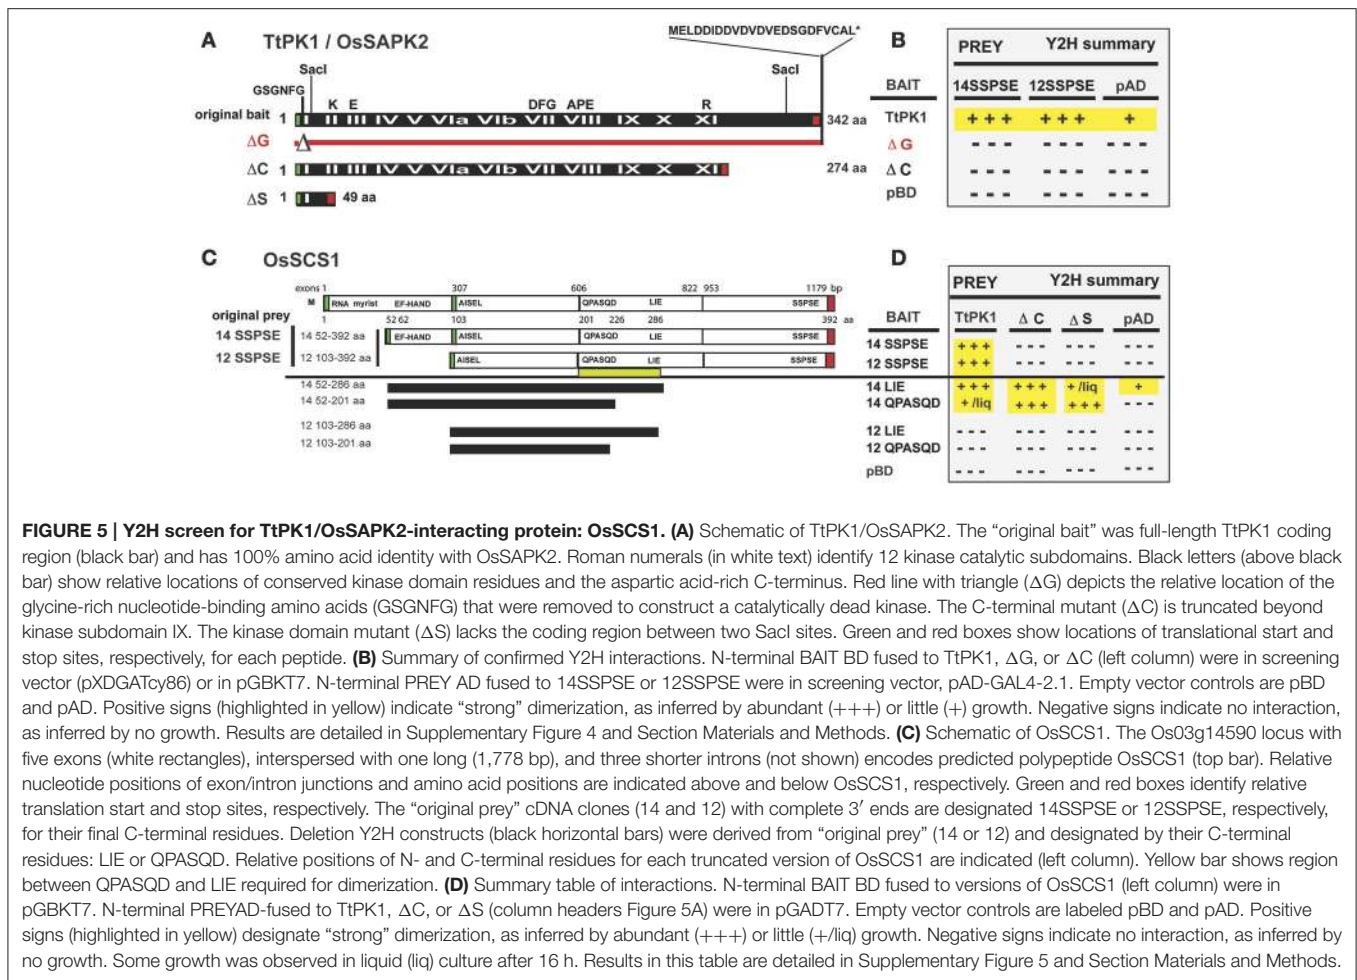 A TtPK1 / OsSAPK2
MELDDIDDVDVDVEDSGDFVCAL*
SacI SacI
GSGNFG
K E DFG APE R
original bait 1 I II III IV V VIa VIb VII VIII IX X XI 342 aa
ΔG Δ
ΔC 1 I II III IV V VIa VIb VII VIII IX X XI 274 aa
ΔS 1 I 49 aa
B
PREY Y2H summary
BAIT 14SSPSE 12SSPSE pAD
TtPK1 + + + + + + +
Δ G - - - - - - - - -
Δ C - - - - - - - - -
pBD - - - - - - - - -
C OsSCS1
exons 1 307 606 822 953 1179 bp
M RNA myrist EF-HAND AISEL QPASQD LIE SSPSE
original prey 1 52 62 103 201 226 286 392 aa
14 SSPSE 14 52-392 aa EF-HAND AISEL QPASQD LIE SSPSE
12 SSPSE 12 103-392 aa AISEL QPASQD LIE SSPSE
14 52-286 aa
14 52-201 aa
12 103-286 aa
12 103-201 aa
D
PREY Y2H summary
BAIT TtPK1 Δ C Δ S pAD
14 SSPSE + + + - - - - - - - - -
12 SSPSE + + + - - - - - - - - -
14 LIE + + + + + + + /liq +
14 QPASQD + /liq + + + + + + - - -
12 LIE - - - - - - - - - - - -
12 QPASQD - - - - - - - - - - - -
pBD - - - - - - - - - - - -
FIGURE 5 | Y2H screen for TtPK1/OsSAPK2-interacting protein: OsSCS1. (A) Schematic of TtPK1/OsSAPK2. The “original bait” was full-length TtPK1 coding
region (black bar) and has 100% amino acid identity with OsSAPK2. Roman numerals (in white text) identify 12 kinase catalytic subdomains. Black letters (above black
bar) show relative locations of conserved kinase domain residues and the aspartic acid-rich C-terminus. Red line with triangle (ΔG) depicts the relative location of the
glycine-rich nucleotide-binding amino acids (GSGNFG) that were removed to construct a catalytically dead kinase. The C-terminal mutant (ΔC) is truncated beyond
kinase subdomain IX. The kinase domain mutant (ΔS) lacks the coding region between two SacI sites. Green and red boxes show locations of translational start and
stop sites, respectively, for each peptide. (B) Summary of confirmed Y2H interactions. N-terminal BAIT BD fused to TtPK1, ΔG, or ΔC (left column) were in screening
vector (pXDGATcy86) or in pGBKT7. N-terminal PREY AD fused to 14SSPSE or 12SSPSE were in screening vector, pAD-GAL4-2.1. Empty vector controls are pBD
and pAD. Positive signs (highlighted in yellow) indicate “strong” dimerization, as inferred by abundant (+++) or little (+) growth. Negative signs indicate no interaction,
as inferred by no growth. Results are detailed in Supplementary Figure 4 and Section Materials and Methods. (C) Schematic of OsSCS1. The Os03g14590 locus with
five exons (white rectangles), interspersed with one long (1,778 bp), and three shorter introns (not shown) encodes predicted polypeptide OsSCS1 (top bar). Relative
nucleotide positions of exon/intron junctions and amino acid positions are indicated above and below OsSCS1, respectively. Green and red boxes identify relative
translation start and stop sites, respectively. The “original prey” cDNA clones (14 and 12) with complete 3′ ends are designated 14SSPSE or 12SSPSE, respectively,
for their final C-terminal residues. Deletion Y2H constructs (black horizontal bars) were derived from “original prey” (14 or 12) and designated by their C-terminal
residues: LIE or QPASQD. Relative positions of N- and C-terminal residues for each truncated version of OsSCS1 are indicated (left column). Yellow bar shows region
between QPASQD and LIE required for dimerization. (D) Summary table of interactions. N-terminal BAIT BD fused to versions of OsSCS1 (left column) were in
pGBKT7. N-terminal PREYAD-fused to TtPK1, ΔC, or ΔS (column headers Figure 5A) were in pGADT7. Empty vector controls are labeled pBD and pAD. Positive
signs (highlighted in yellow) designate “strong” dimerization, as inferred by abundant (+++) or little (+/liq) growth. Negative signs indicate no interaction, as inferred by
no growth. Some growth was observed in liquid (liq) culture after 16 h. Results in this table are detailed in Supplementary Figure 5 and Section Materials and Methods.